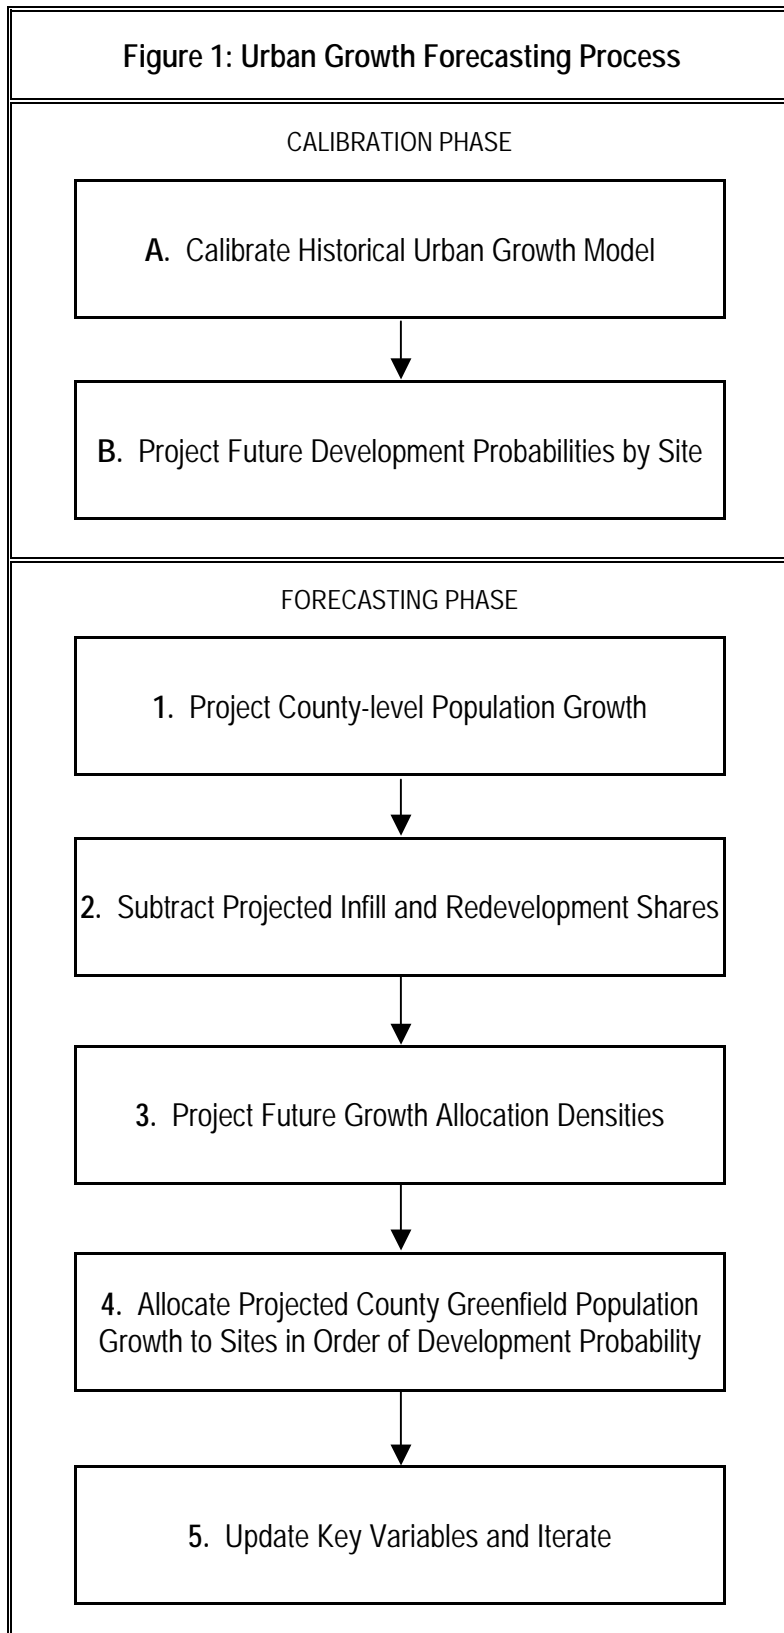 Figure 1: Urban Growth Forecasting Process
CALIBRATION PHASE
A. Calibrate Historical Urban Growth Model
B. Project Future Development Probabilities by Site
FORECASTING PHASE
1. Project County-level Population Growth
2. Subtract Projected Infill and Redevelopment Shares
3. Project Future Growth Allocation Densities
4. Allocate Projected County Greenfield Population
Growth to Sites in Order of Development Probability
5. Update Key Variables and Iterate